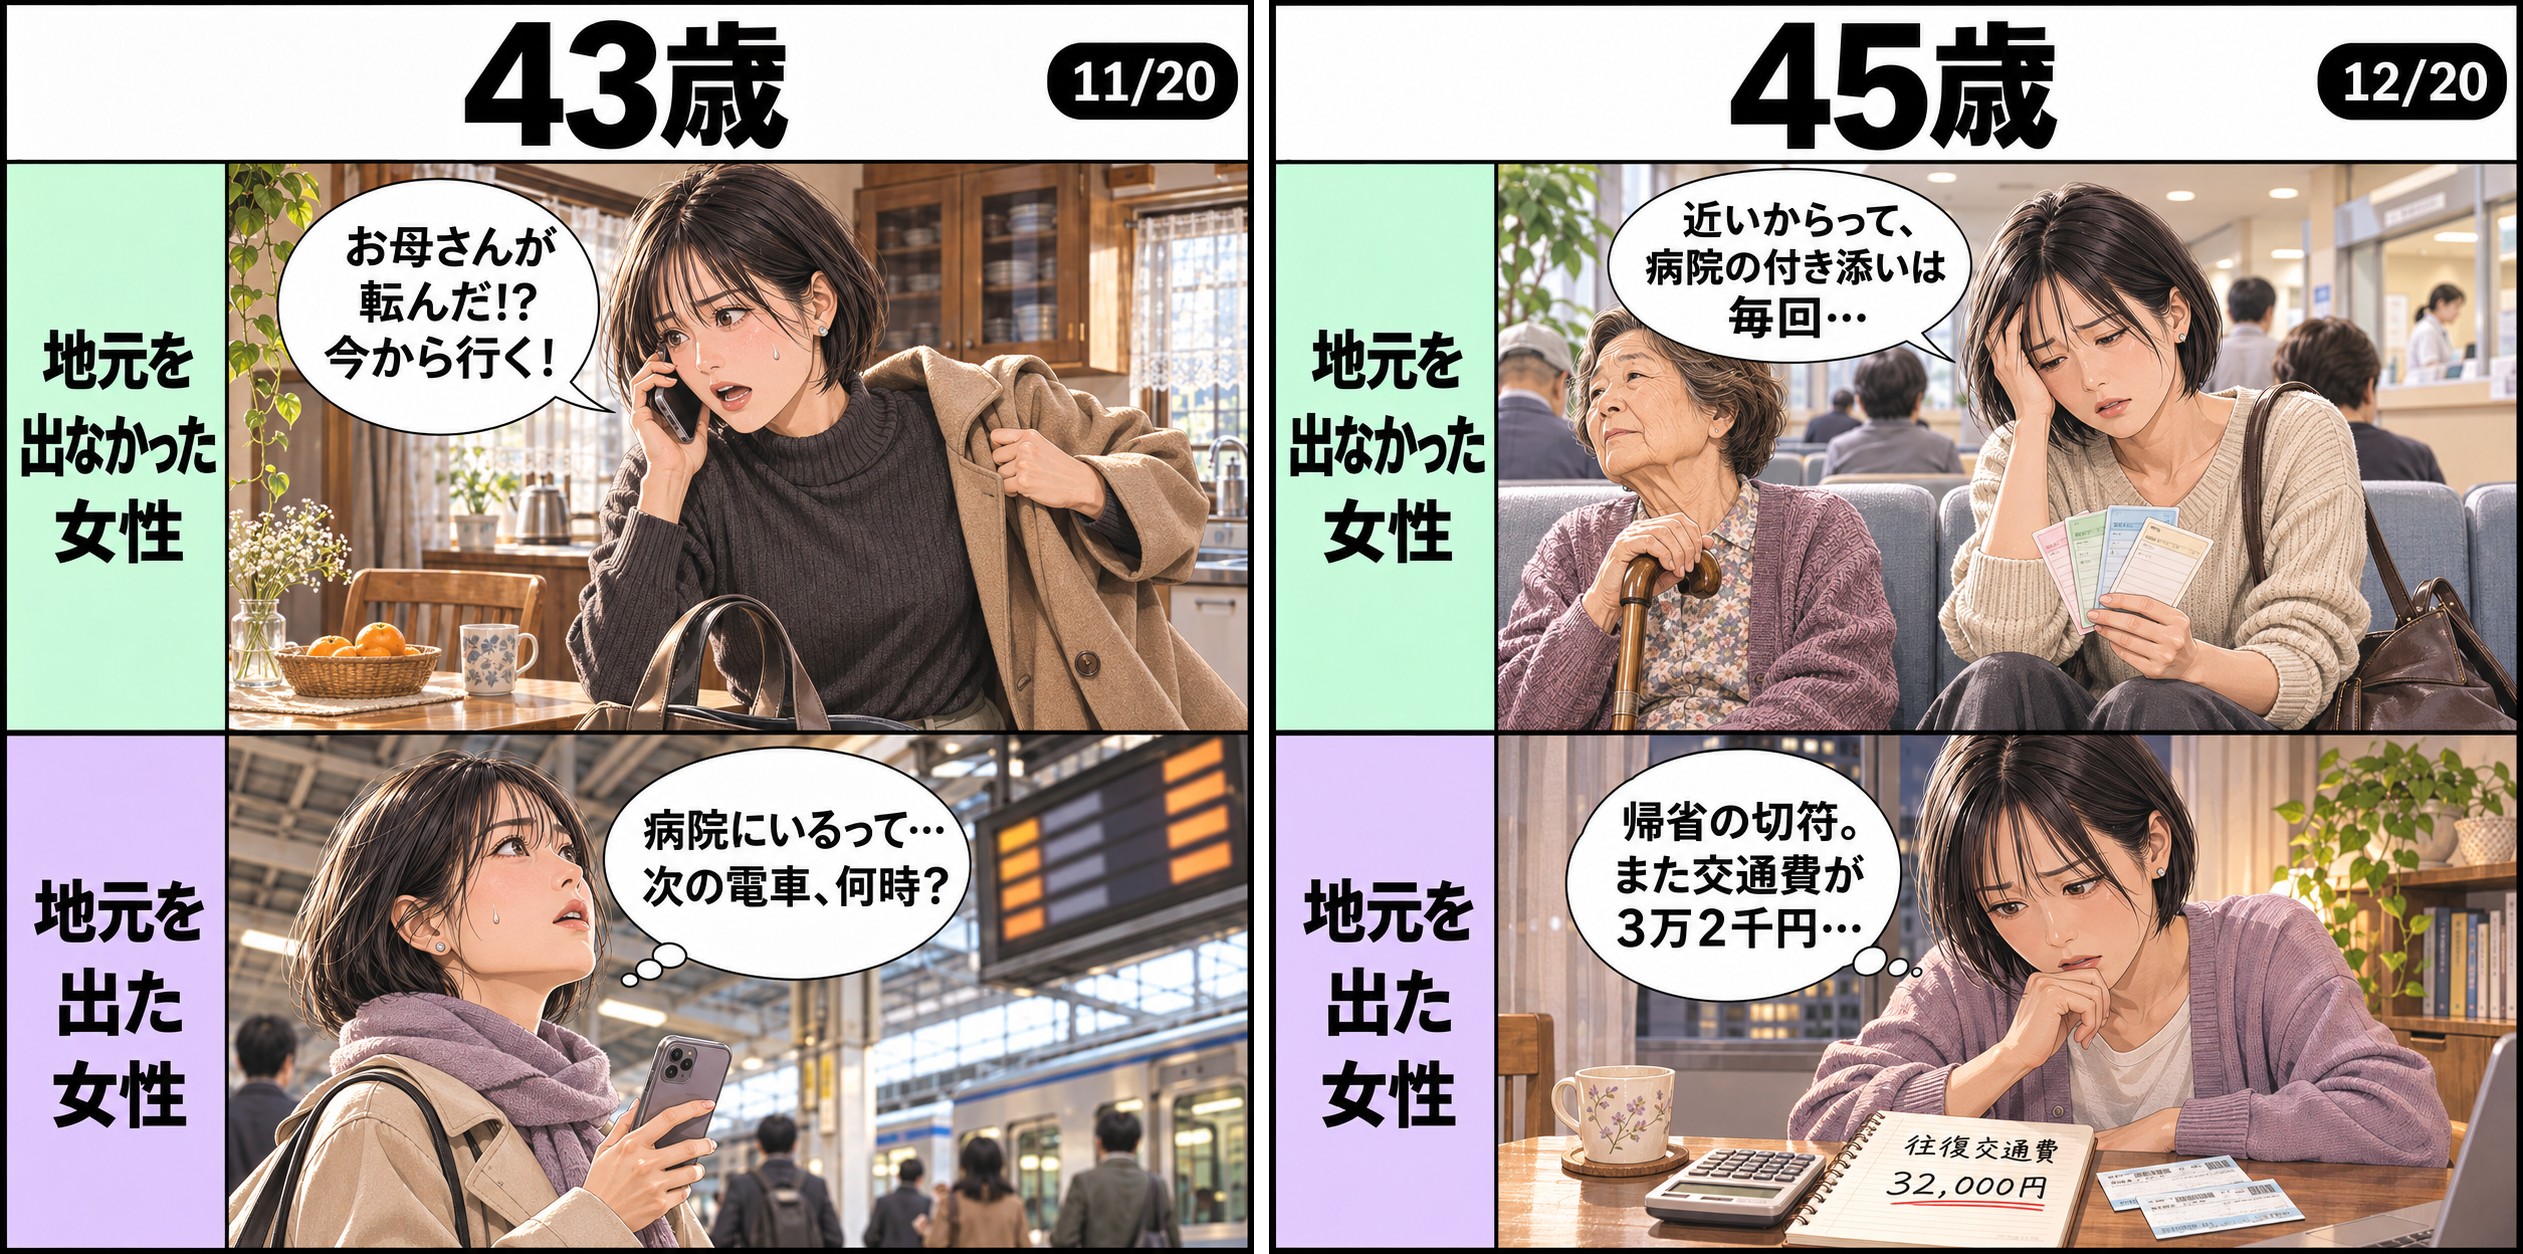 43歳
11/20
地元を
出なかった
女性
お母さんが
転んだ!?
今から行く!
地元を
出た
女性
病院にいるって…
次の電車、何時?
45歳
12/20
地元を
出なかった
女性
近いからって、
病院の付き添いは
毎回…
地元を
出た
女性
帰省の切符。
また交通費が
3万2千円…
往復交通費
32,000円